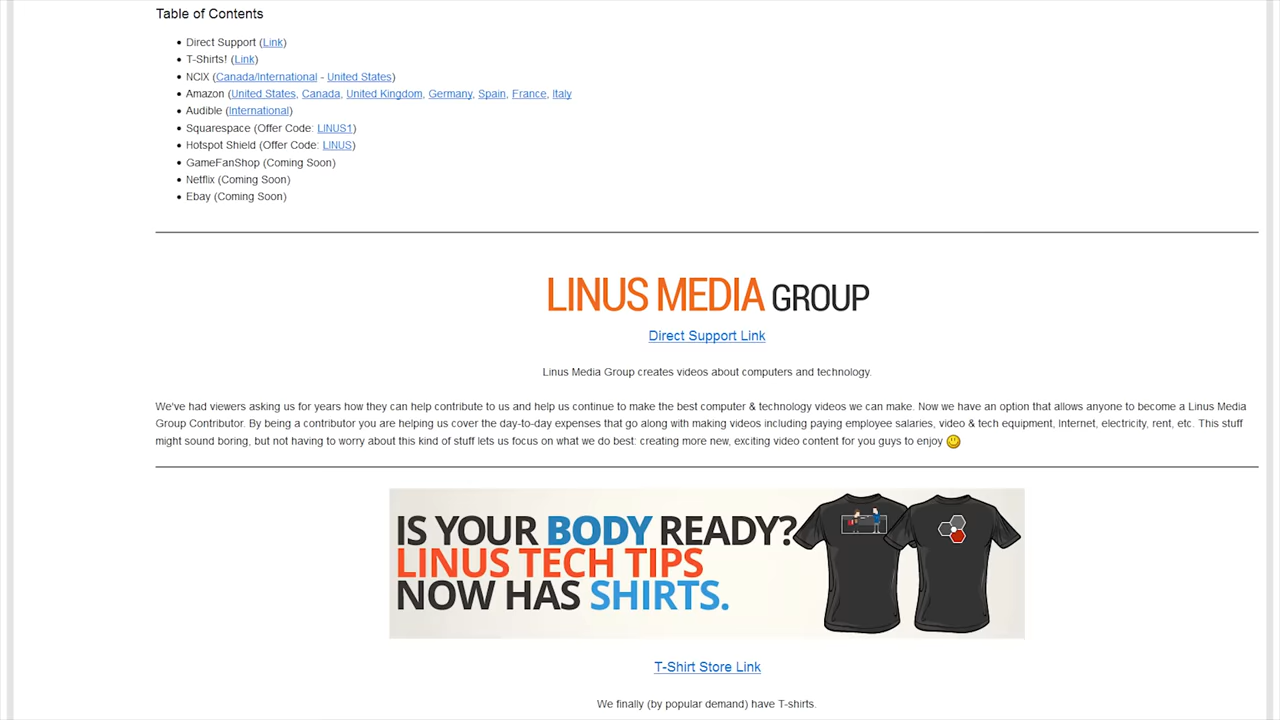 Table of Contents
Direct Support (Link)
T-Shirts! (Link)
NCIX (Canada/International - United States)
Amazon (United States, Canada, United Kingdom, Germany, Spain, France, Italy
Audible (International)
Squarespace (Offer Code: LINUS1)
Hotspot Shield (Offer Code: LINUS)
GameFanShop (Coming Soon)
Netflix (Coming Soon)
Ebay (Coming Soon)
LINUS MEDIA GROUP
Direct Support Link
Linus Media Group creates videos about computers and technology.
We've had viewers asking us for years how they can help contribute to us and help us continue to make the best computer & technology videos we can make. Now we have an option that allows anyone to become a Linus Media
Group Contributor. By being a contributor you are helping us cover the day-to-day expenses that go along with making videos including paying employee salaries, video & tech equipment, Internet, electricity, rent, etc. This stuff
might sound boring, but not having to worry about this kind of stuff lets us focus on what we do best: creating more new, exciting video content for you guys to enjoy
IS YOUR BODY READY?
LINUS TECH TIPS
NOW HAS SHIRTS.
T-Shirt Store Link
We finally (by popular demand) have T-shirts.